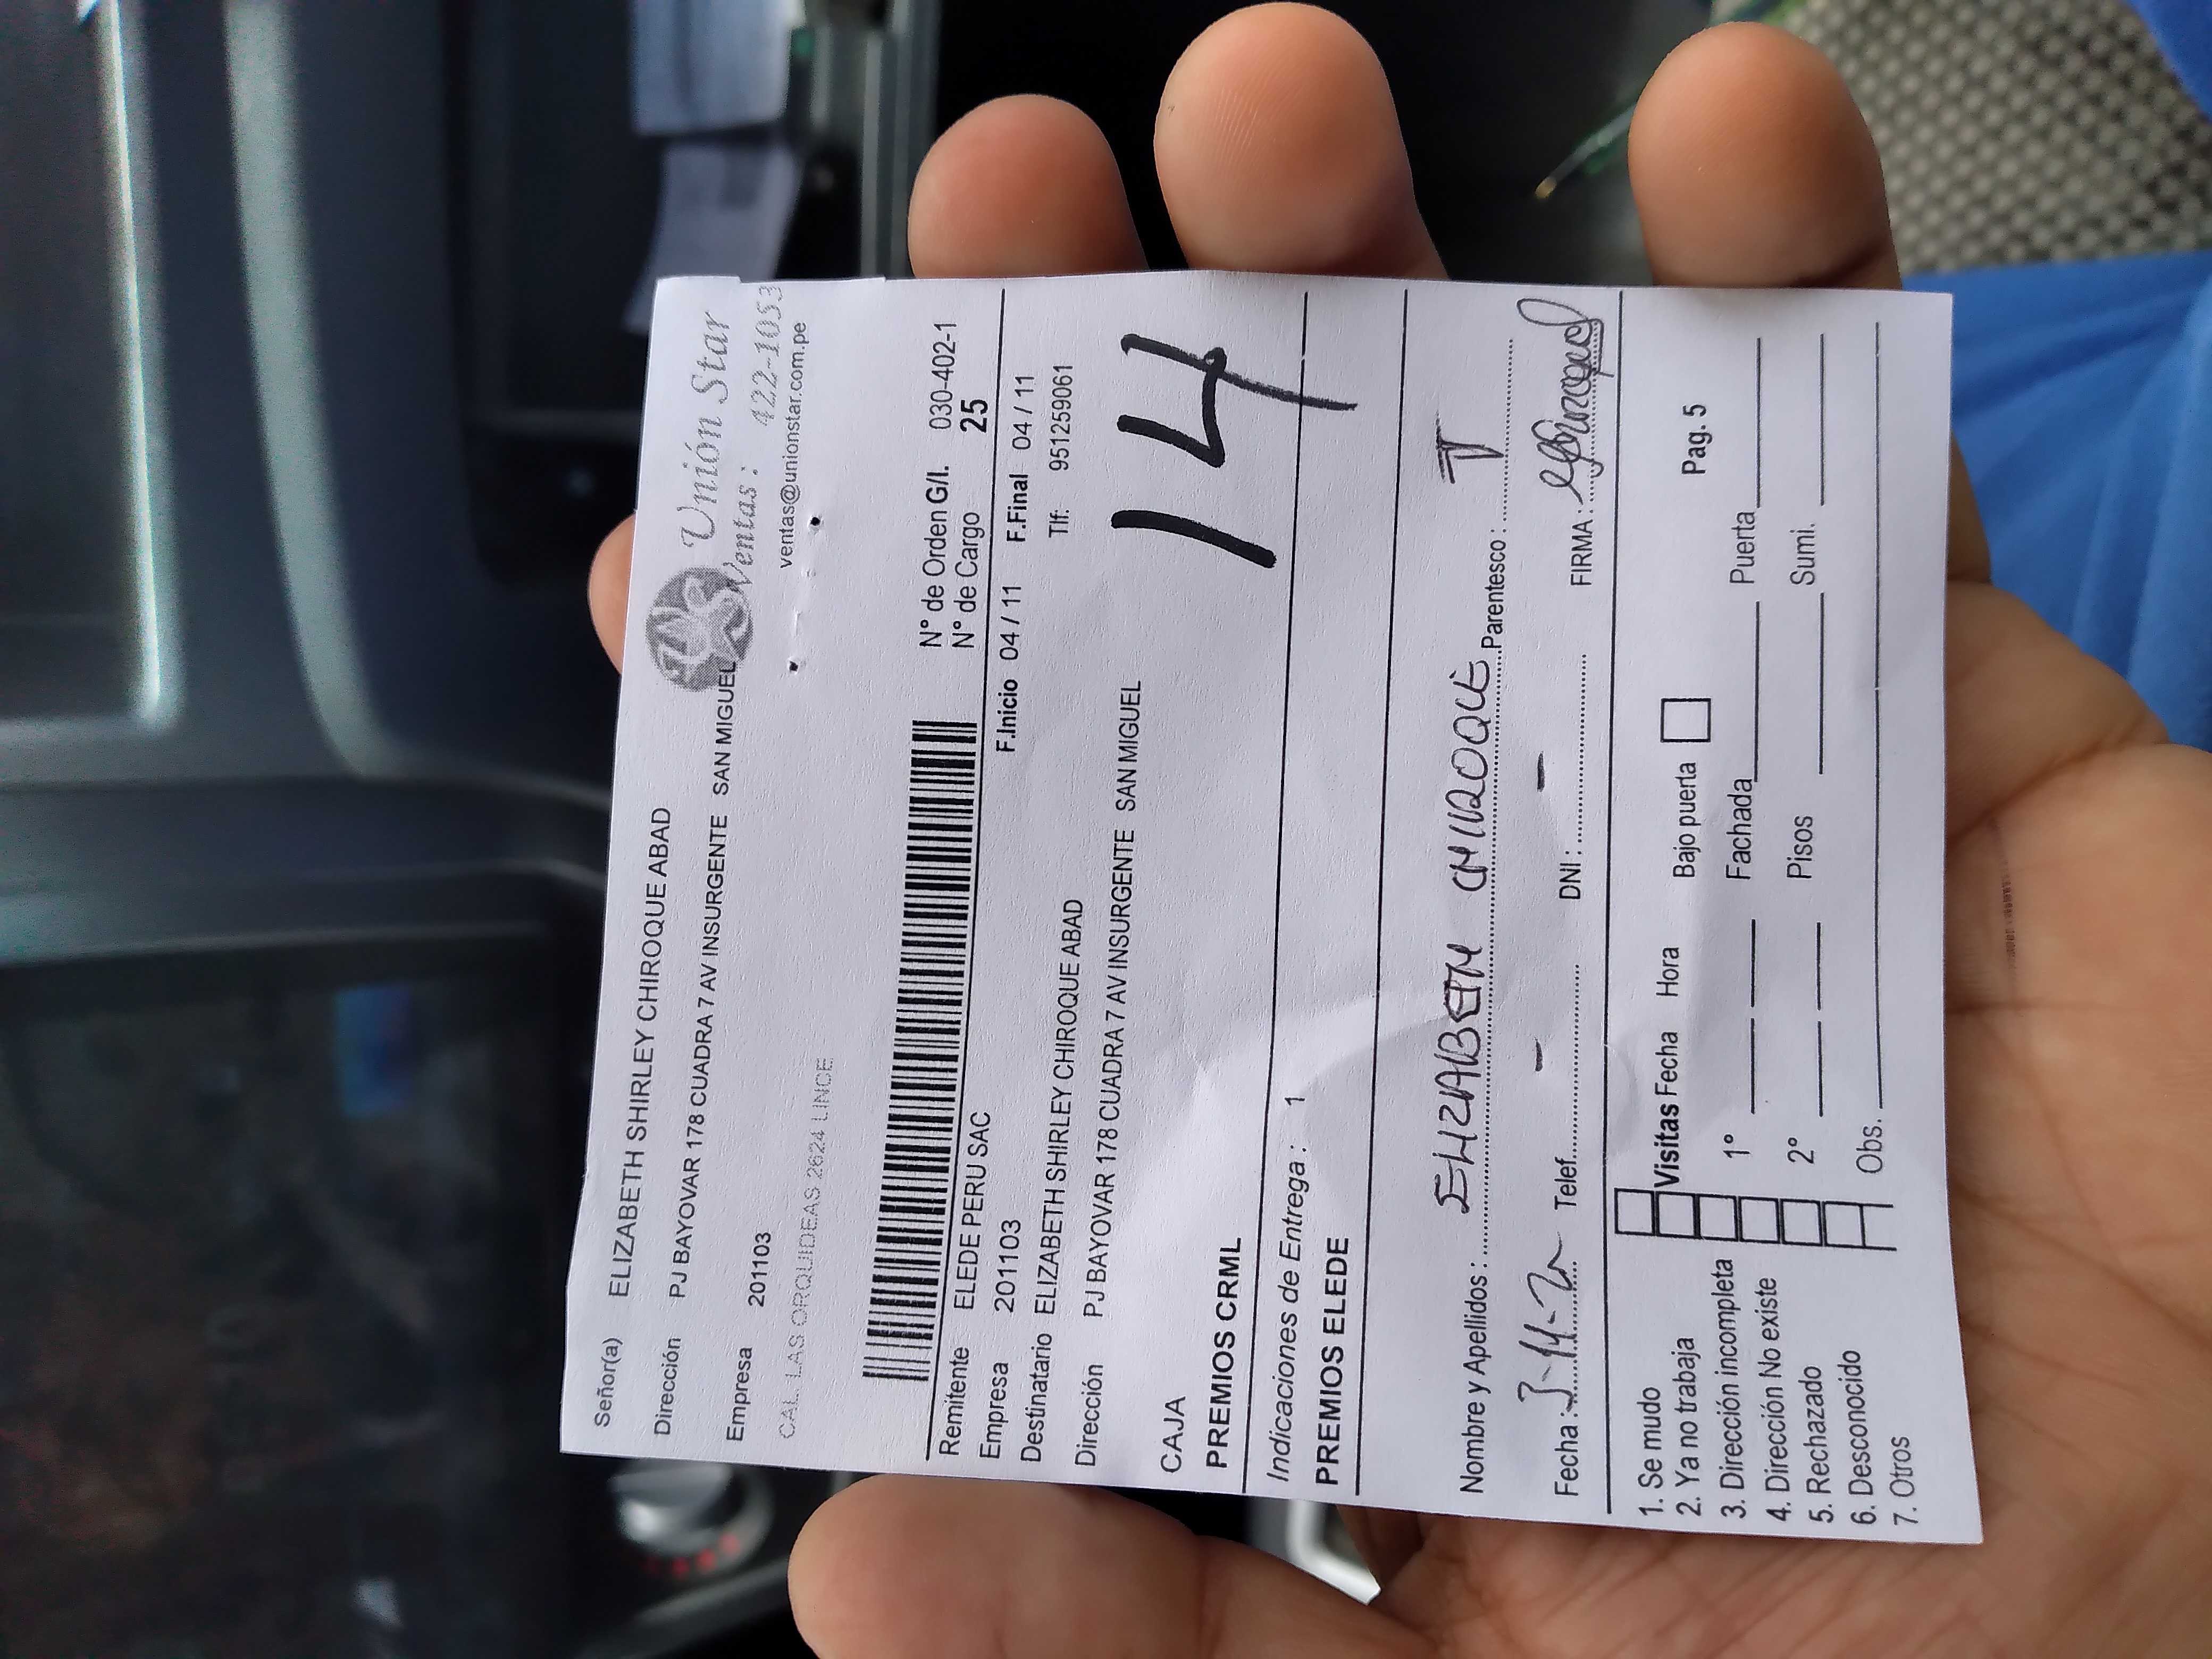 Señor(a) ELIZABETH SHIRLEY CHIROQUE ABAD
Unión Star
Dirección PJ BAYOVAR 178 CUADRA 7 AV INSURGENTE SAN MIGUEL
Ventas : 422-1053
Empresa 201103
ventas@unionstar.com.pe
CAL LAS ORQUIDEAS 2624 LINCE
N° de Orden G/I. 030-402-1
Remitente ELEDE PERU SAC
N° de Cargo 25
Empresa 201103
F.Inicio 04 / 11 F.Final 04 / 11
Destinatario ELIZABETH SHIRLEY CHIROQUE ABAD
Tlf: 951259061
Dirección PJ BAYOVAR 178 CUADRA 7 AV INSURGENTE SAN MIGUEL
CAJA
14
PREMIOS CRML
Indicaciones de Entrega : 1
PREMIOS ELEDE
Nombre y Apellidos : ELIZABETH CHIROQUE Parentesco : T
Fecha : Telef. - DNI : - FIRMA :
1. Se mudo
2. Ya no trabaja Visitas Fecha Hora Bajo puerta Pag. 5
3. Dirección incompleta 1° Fachada Puerta
4. Dirección No existe
5. Rechazado 2° Pisos Sumi.
6. Desconocido
7. Otros Obs.